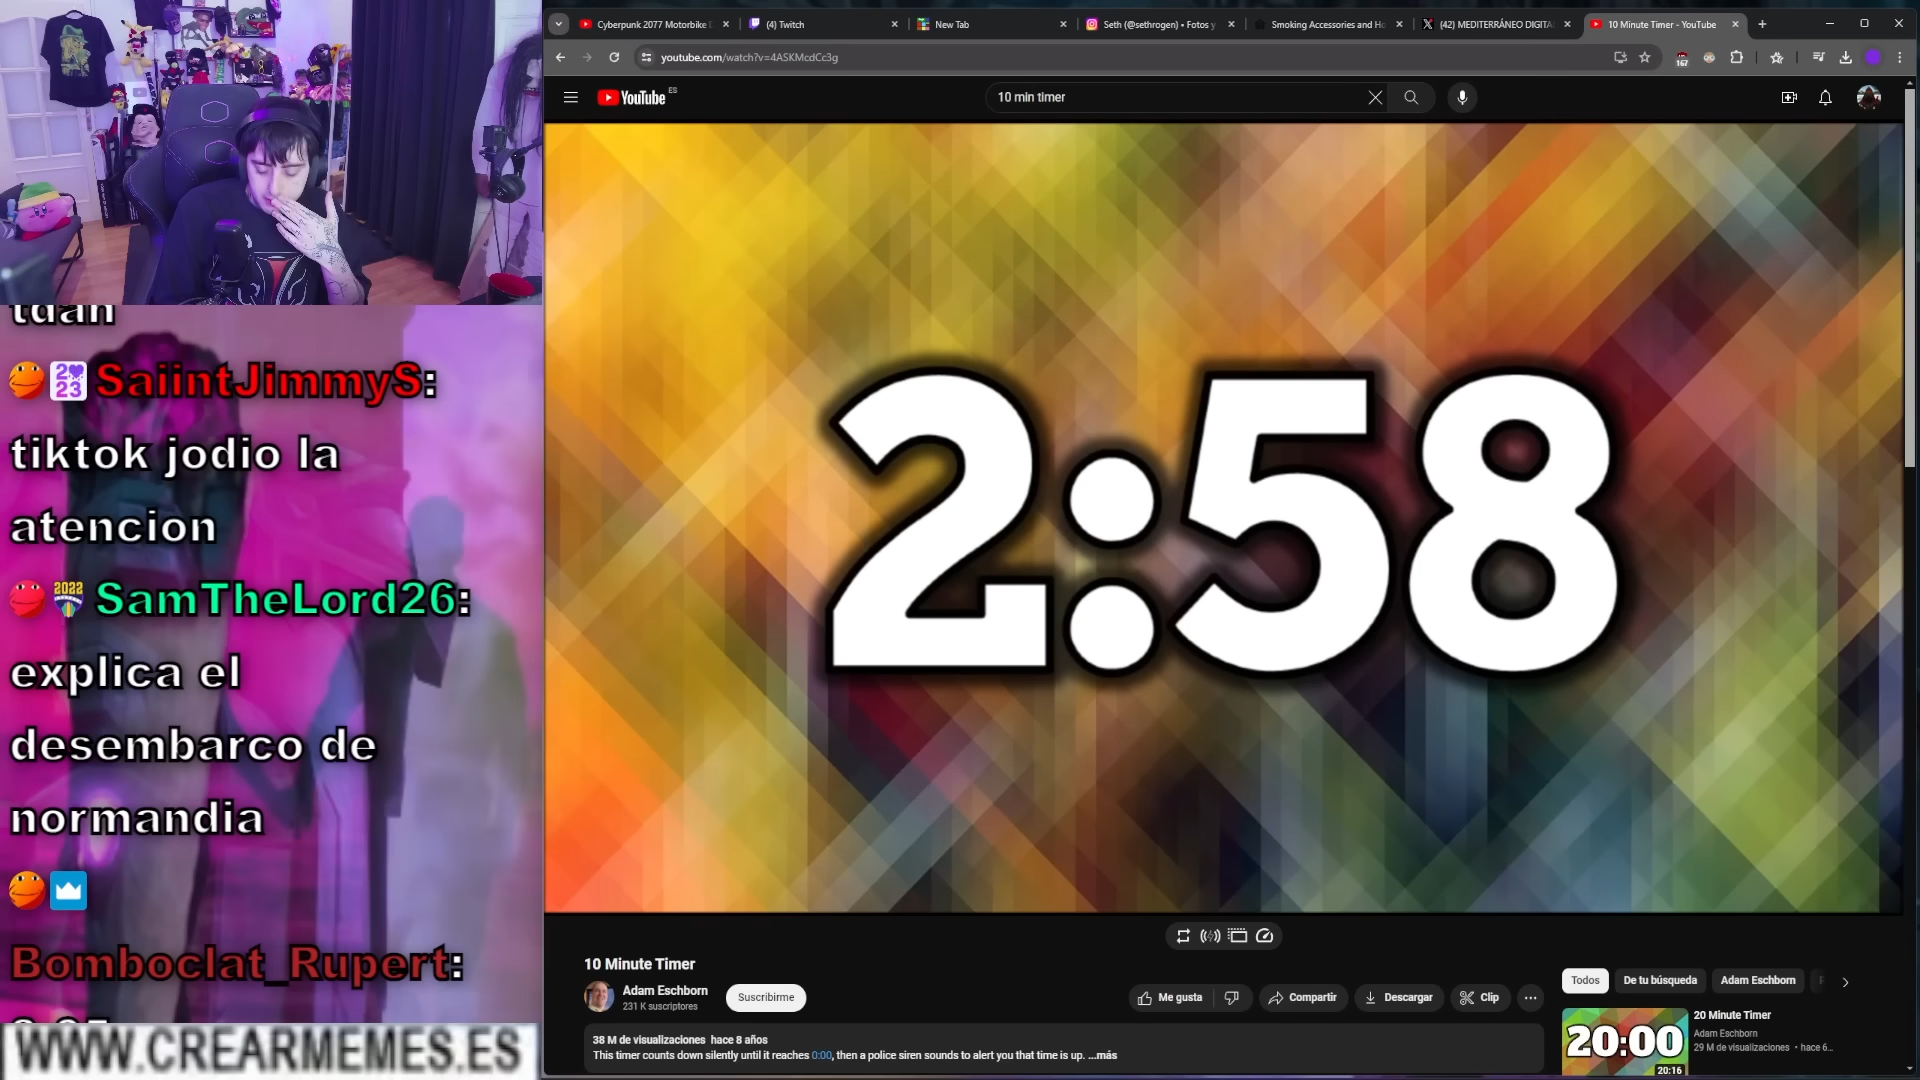 tdan
SaiintJimmyS:
tiktok jodio la
atencion
SamTheLord26:
explica el
desembarco de
normandia
Bomboclat_Rupert:
WWW.CREARMEMES.ES
Cyberpunk 2077 Motorbike
(4) Twitch
New Tab
Seth (@sethrogen) • Fotos y
Smoking Accessories and Ho
(42) MEDITERRÁNEO DIGITA
10 Minute Timer - YouTube
youtube.com/watch?v=4ASKMcdCc3g
167
YouTube ES
10 min timer
2:58
10 Minute Timer
Adam Eschborn
231 K suscriptores
Suscribirme
Me gusta
Compartir
Descargar
Clip
38 M de visualizaciones hace 8 años
This timer counts down silently until it reaches 0:00, then a police siren sounds to alert you that time is up. ...más
Todos
De tu búsqueda
Adam Eschborn
20:00
20:16
20 Minute Timer
Adam Eschborn
29 M de visualizaciones • hace 6...